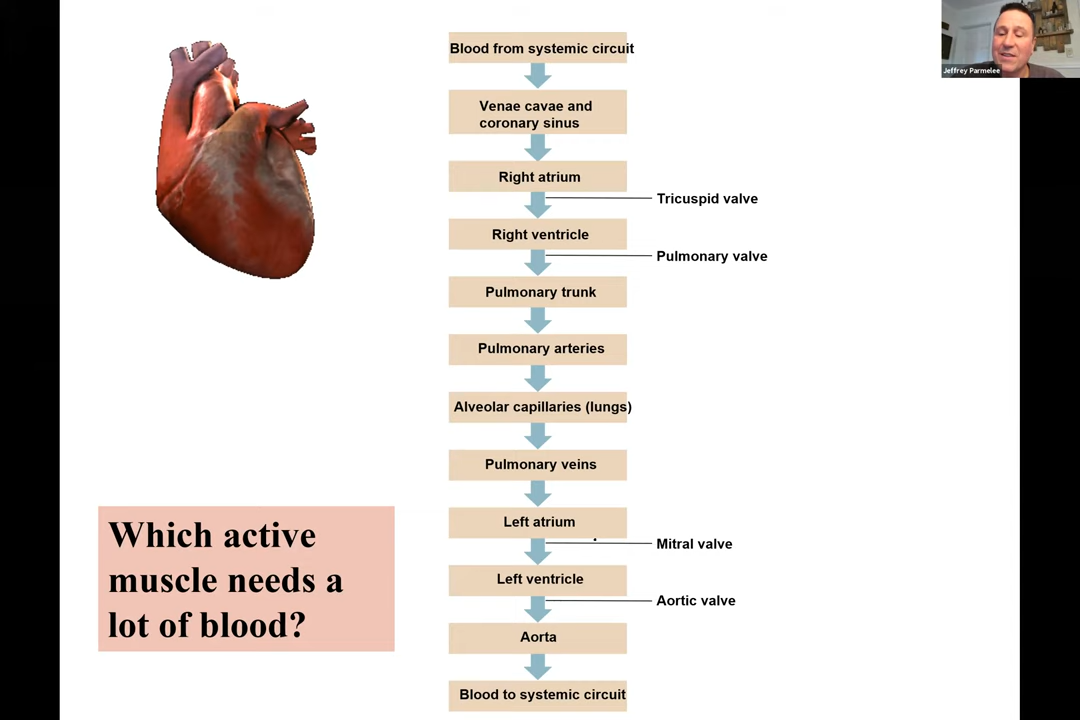 Blood from systemic circuit
Venae cavae and
coronary sinus
Right atrium
Tricuspid valve
Right ventricle
Pulmonary valve
Pulmonary trunk
Pulmonary arteries
Alveolar capillaries (lungs)
Pulmonary veins
Left atrium
Mitral valve
Left ventricle
Aortic valve
Aorta
Blood to systemic circuit
Which active
muscle needs a
lot of blood?
Jeffrey Parmelee